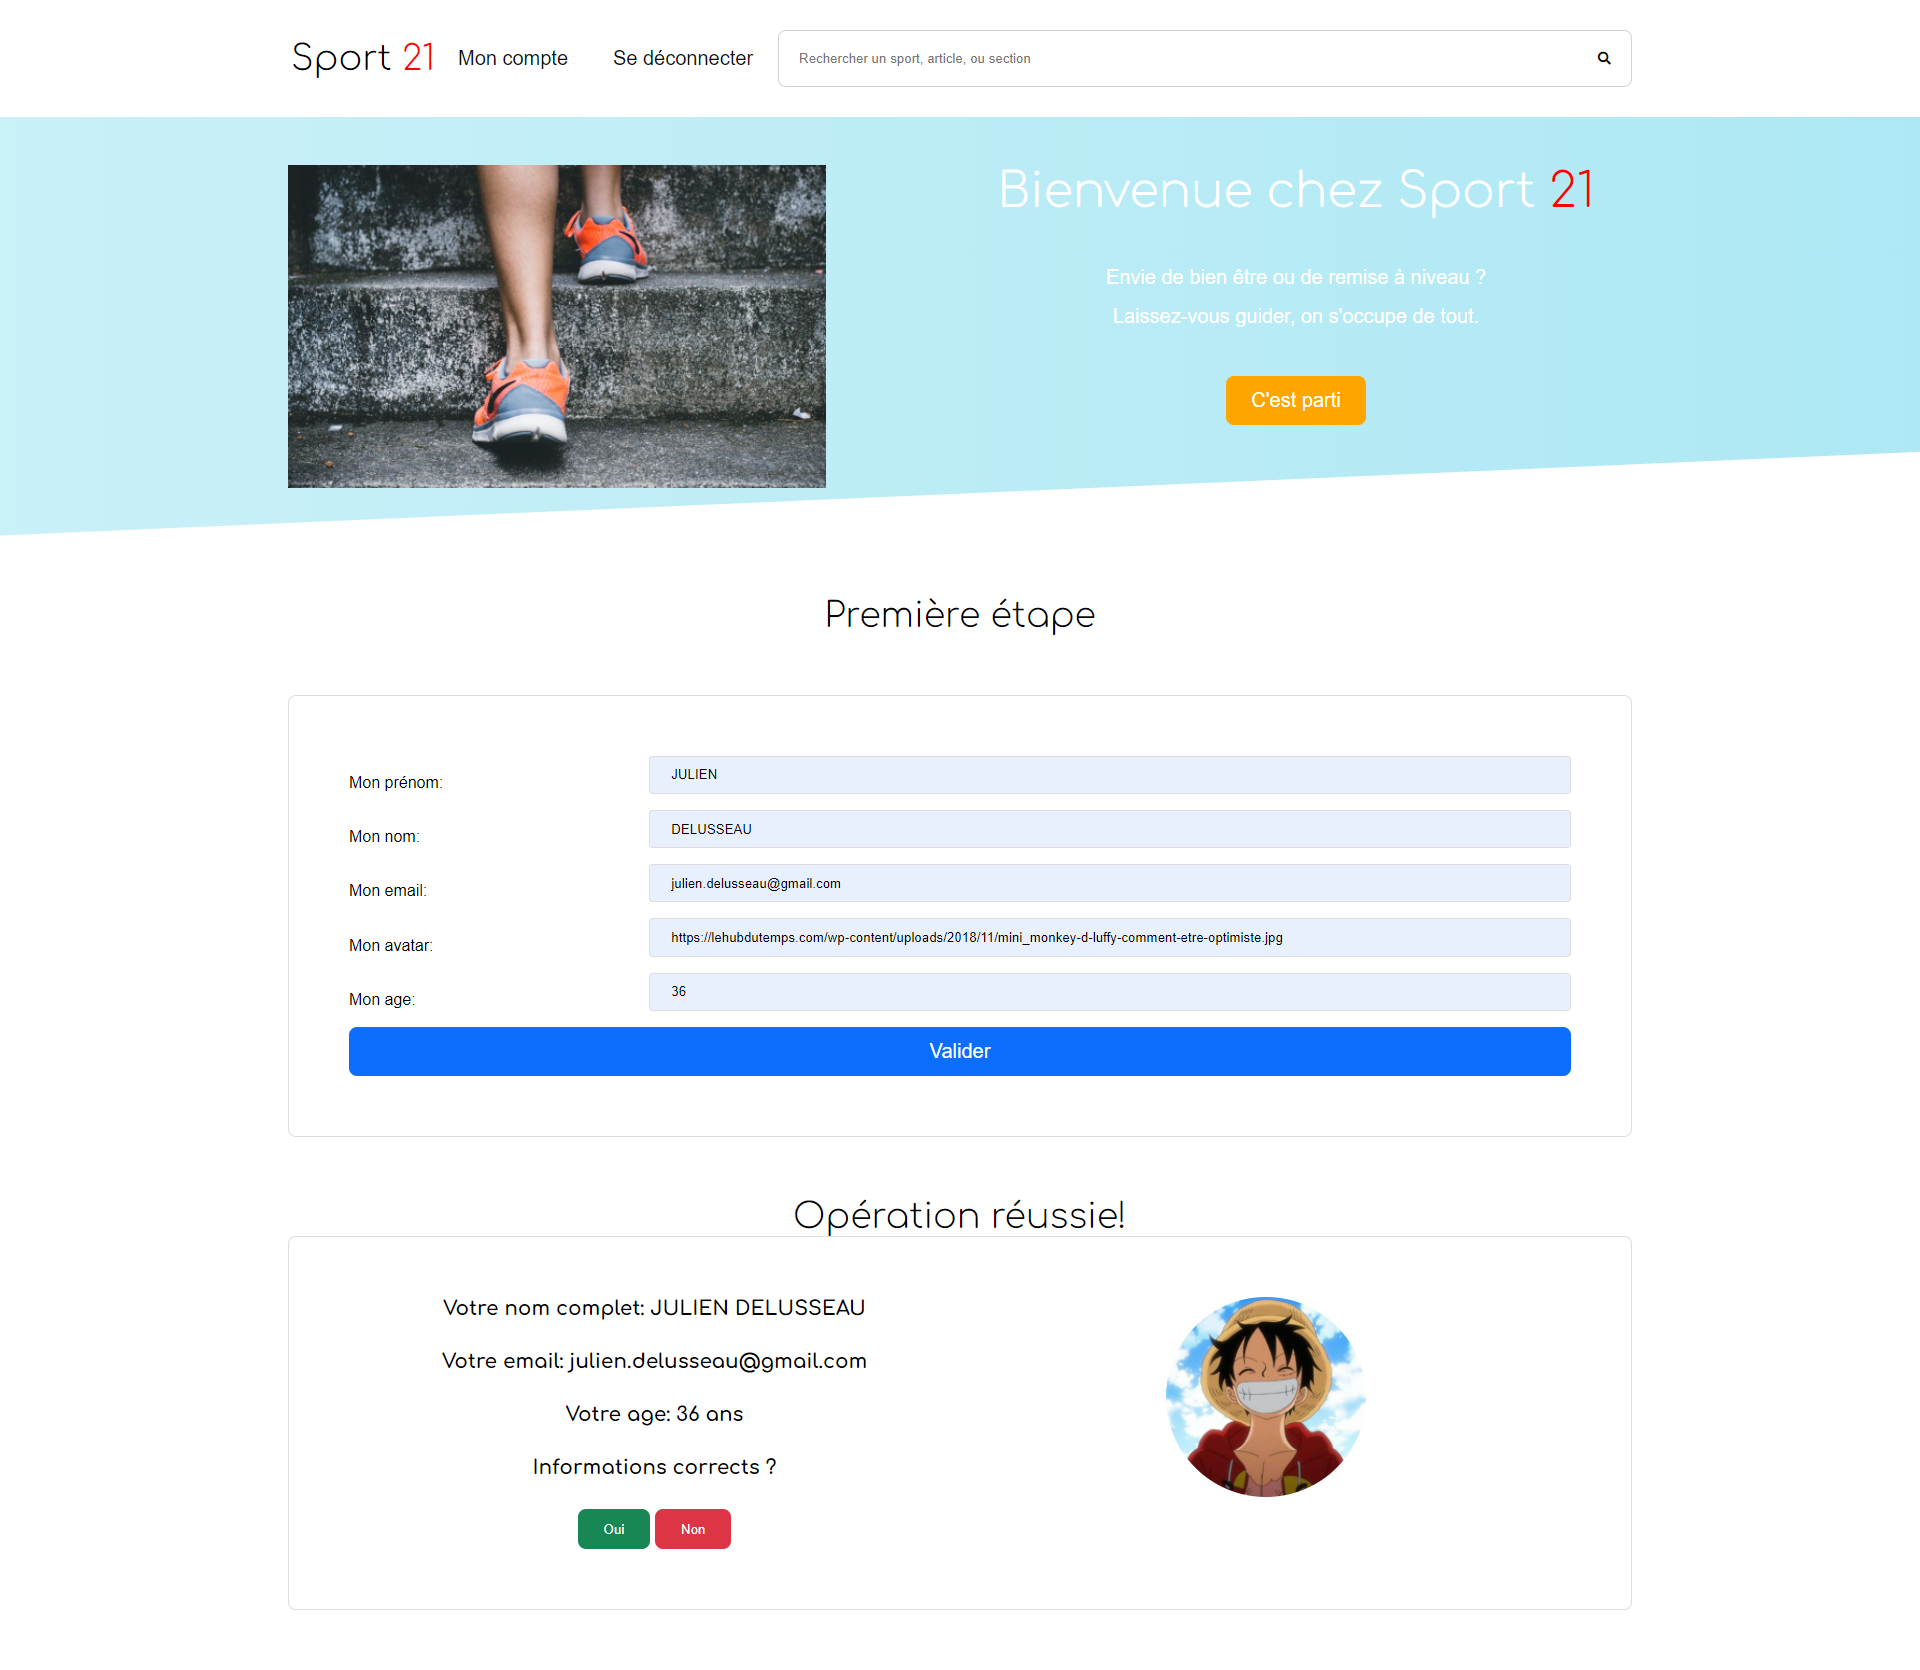 Sport 21
Mon compte
Se déconnecter
Rechercher un sport, article, ou section
Bienvenue chez Sport 21
Envie de bien être ou de remise à niveau ?
Laissez-vous guider, on s'occupe de tout.
C'est parti
Première étape
Mon prénom:
JULIEN
Mon nom:
DELUSSEAU
Mon email:
julien.delusseau@gmail.com
Mon avatar:
https://lehubdutemps.com/wp-content/uploads/2018/11/mini_monkey-d-luffy-comment-etre-optimiste.jpg
Mon age:
36
Valider
Opération réussie!
Votre nom complet: JULIEN DELUSSEAU
Votre email: julien.delusseau@gmail.com
Votre age: 36 ans
Informations corrects ?
Oui
Non